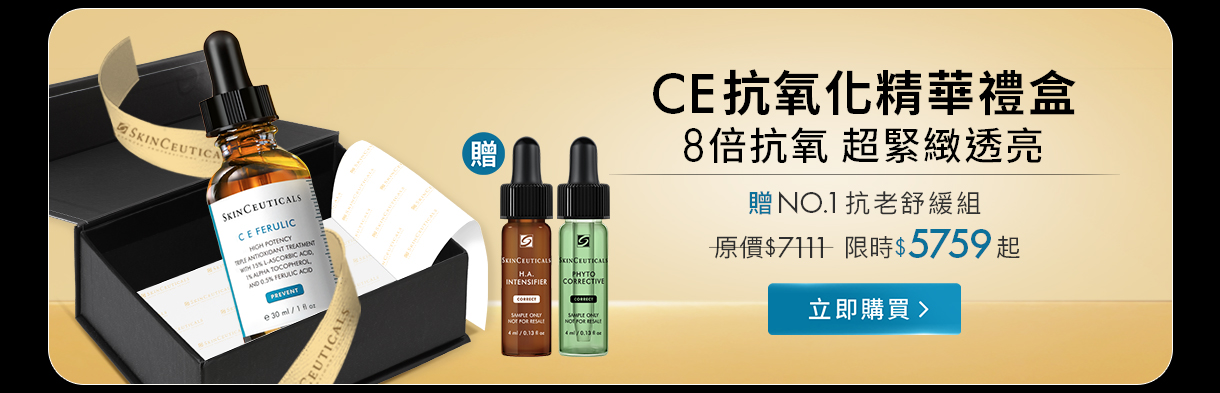 SKINCEUTICA
SKINCEUTICALS
C E FERULIC
HIGH POTENCY
TRIPLE ANTIOXIDANT TREATMENT
WITH 15% L-ASCORBIC ACID,
1% ALPHA TOCOPHEROL,
AND 0.5% FERULIC ACID
PREVENT
e 30 ml / 1 fl oz
CEUTICALS
贈
SKINCEUTICALS
H.A.
INTENSIFIER
CORRECT
SAMPLE ONLY
NOT FOR RESALE
4 ml / 0.13 fl oz
SKINCEUTICALS
PHYTO
CORRECTIVE
CORRECT
SAMPLE ONLY
NOT FOR RESALE
4 ml / 0.13 fl oz
CE抗氧化精華禮盒
8倍抗氧 超緊緻透亮
贈NO.1抗老舒緩組
原價$7111 限時$5759起
立即購買 >